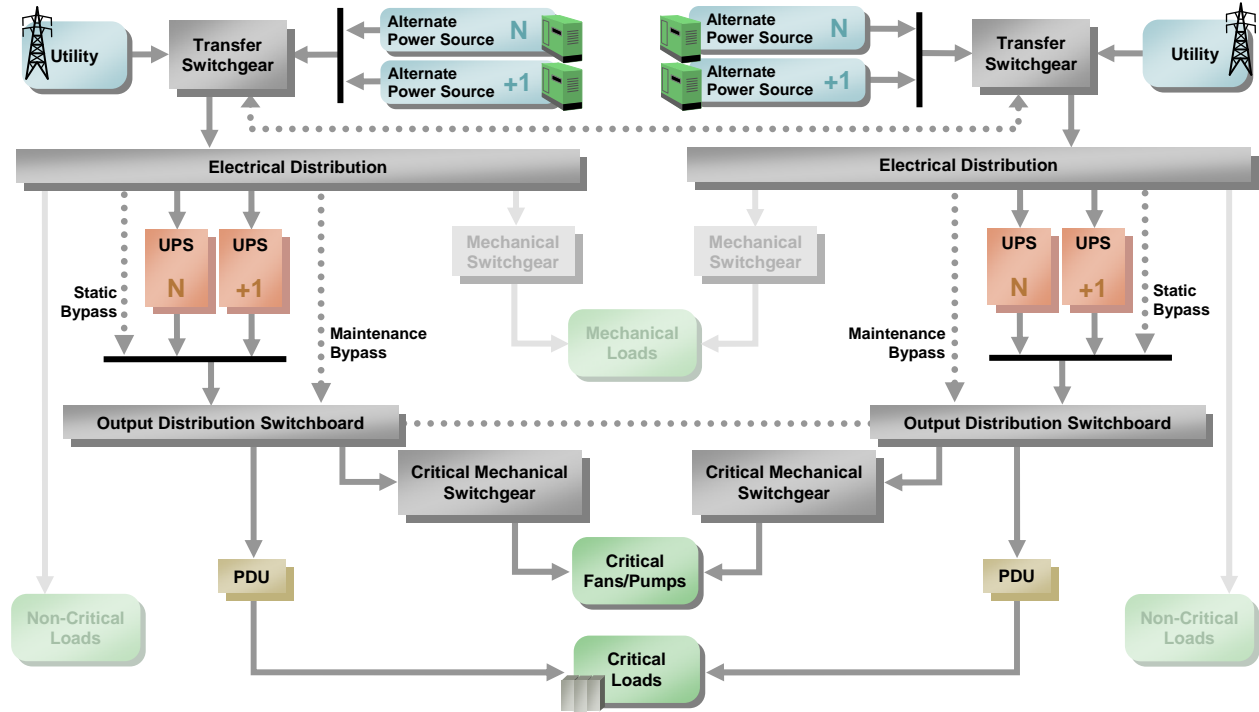 Utility
Transfer
Switchgear
Alternate
Power Source
N
Alternate
Power Source
+1
Alternate
Power Source
N
Alternate
Power Source
+1
Transfer
Switchgear
Utility
Electrical Distribution
Electrical Distribution
UPS
N
UPS
+1
Static
Bypass
Maintenance
Bypass
Mechanical
Switchgear
Mechanical
Switchgear
Mechanical
Loads
UPS
N
UPS
+1
Maintenance
Bypass
Static
Bypass
Output Distribution Switchboard
Output Distribution Switchboard
Critical Mechanical
Switchgear
Critical Mechanical
Switchgear
Critical
Fans/Pumps
PDU
PDU
Non-Critical
Loads
Non-Critical
Loads
Critical
Loads